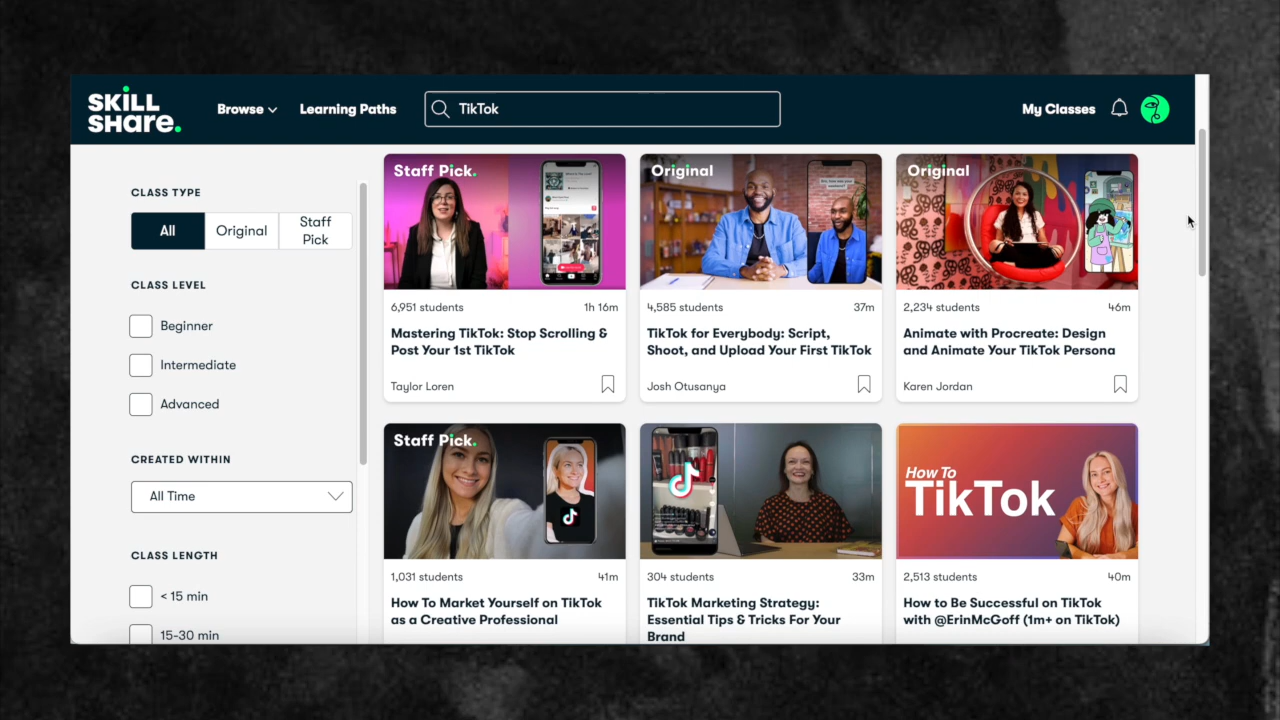 SKILL
SHare.
Browse
Learning Paths
TikTok
My Classes
CLASS TYPE
All
Original
Staff
Pick
CLASS LEVEL
Beginner
Intermediate
Advanced
CREATED WITHIN
All Time
CLASS LENGTH
< 15 min
15-30 min
Staff Pick.
6,951 students
1h 16m
Mastering TikTok: Stop Scrolling &
Post Your 1st TikTok
Taylor Loren
Original
4,585 students
37m
TikTok for Everybody: Script,
Shoot, and Upload Your First TikTok
Josh Otusanya
Original
2,234 students
46m
Animate with Procreate: Design
and Animate Your TikTok Persona
Karen Jordan
Staff Pick.
1,031 students
41m
How To Market Yourself on TikTok
as a Creative Professional
304 students
33m
TikTok Marketing Strategy:
Essential Tips & Tricks For Your
Brand
How To
TikTok
2,513 students
40m
How to Be Successful on TikTok
with @ErinMcGoff (1m+ on TikTok)